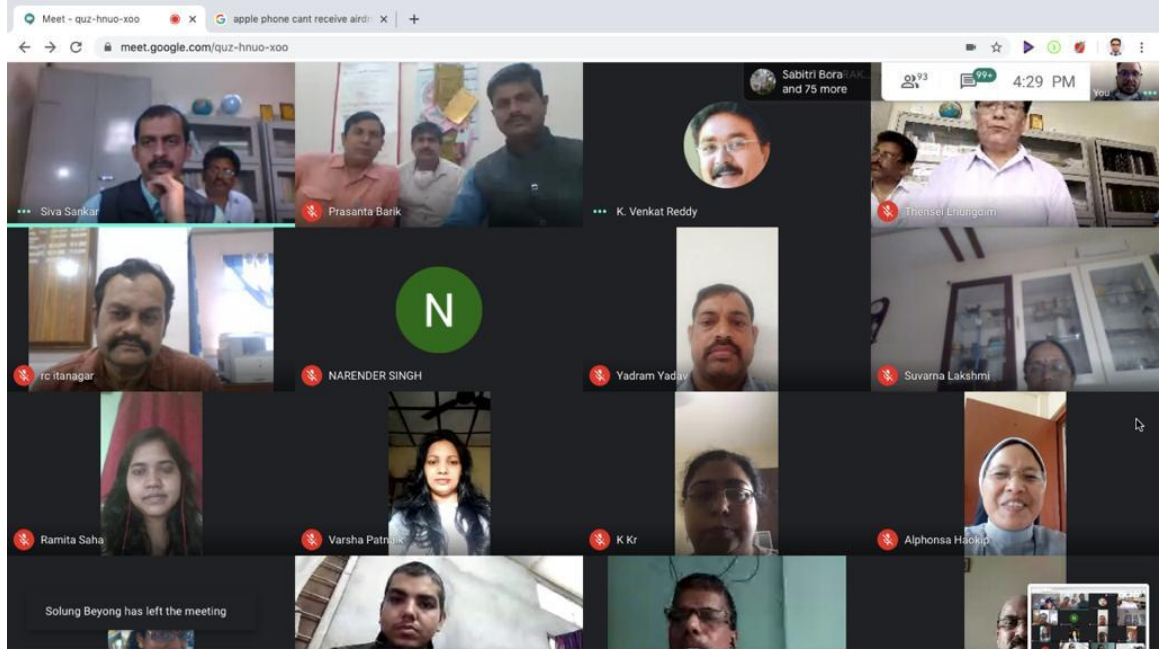 Meet - quz-hnuo-xoo
apple phone cant receive airdr
meet.google.com/quz-hnuo-xoo
Sabitri Bora
and 75 more
93
99+
4:29 PM
You
Siva Sankar
Prasanta Barik
K. Venkat Reddy
Thensei Lhungdim
rc itanagar
N
NARENDER SINGH
Yadram Yadav
Suvarna Lakshmi
Ramita Saha
Varsha Patnaik
K Kr
Alphonsa Haokip
Solung Beyong has left the meeting